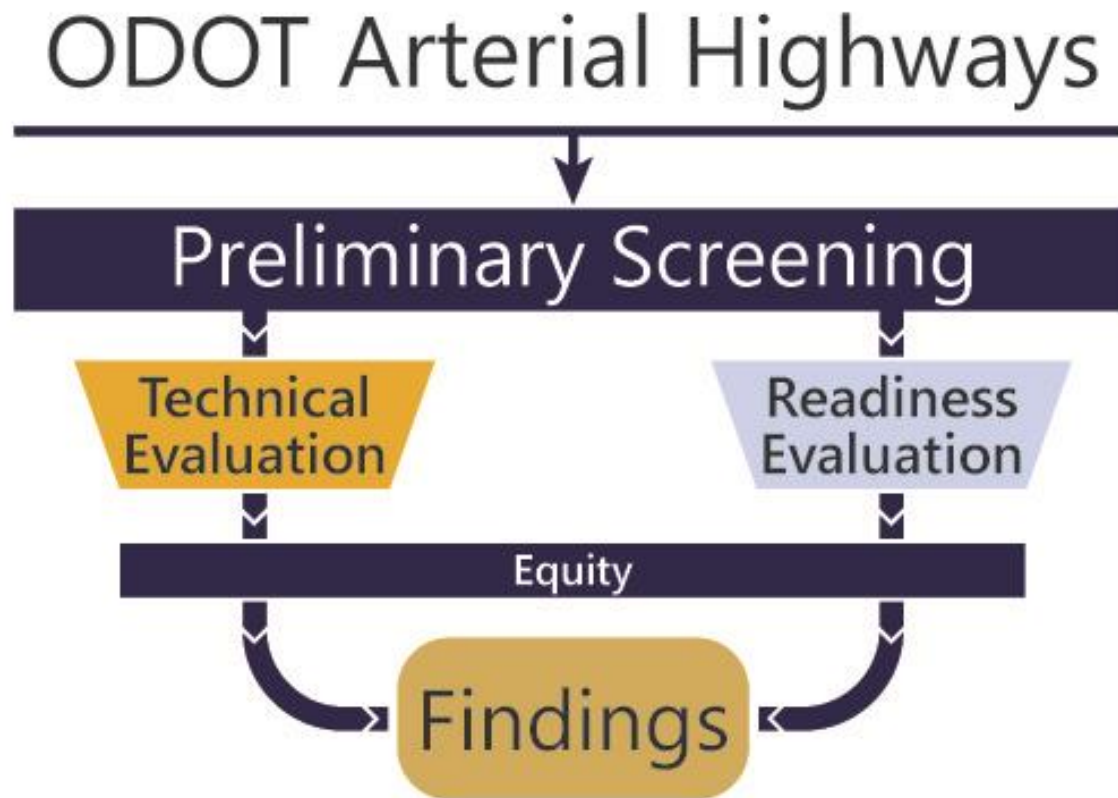 ODOT Arterial Highways
Preliminary Screening
Technical
Evaluation
Readiness
Evaluation
Equity
Findings